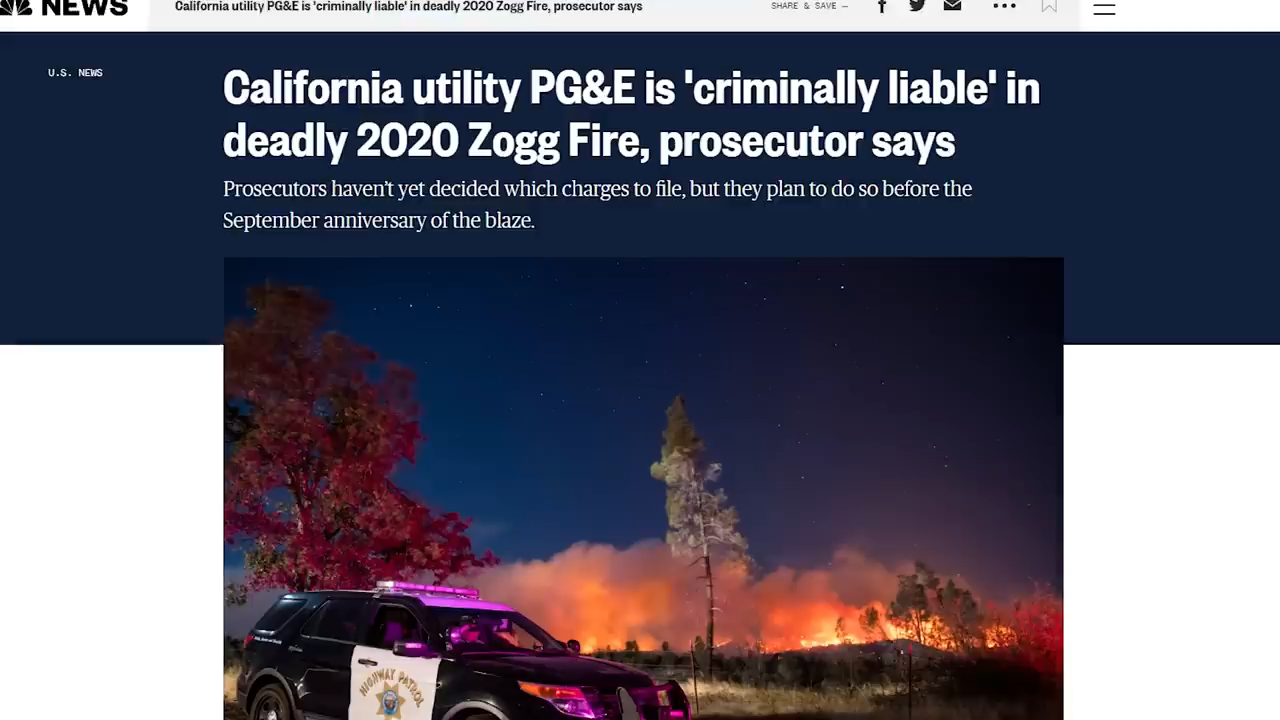 NEWS
California utility PG&E is 'criminally liable' in deadly 2020 Zogg Fire, prosecutor says
SHARE & SAVE —
U.S. NEWS
California utility PG&E is 'criminally liable' in
deadly 2020 Zogg Fire, prosecutor says
Prosecutors haven't yet decided which charges to file, but they plan to do so before the
September anniversary of the blaze.
HIGHWAY PATROL